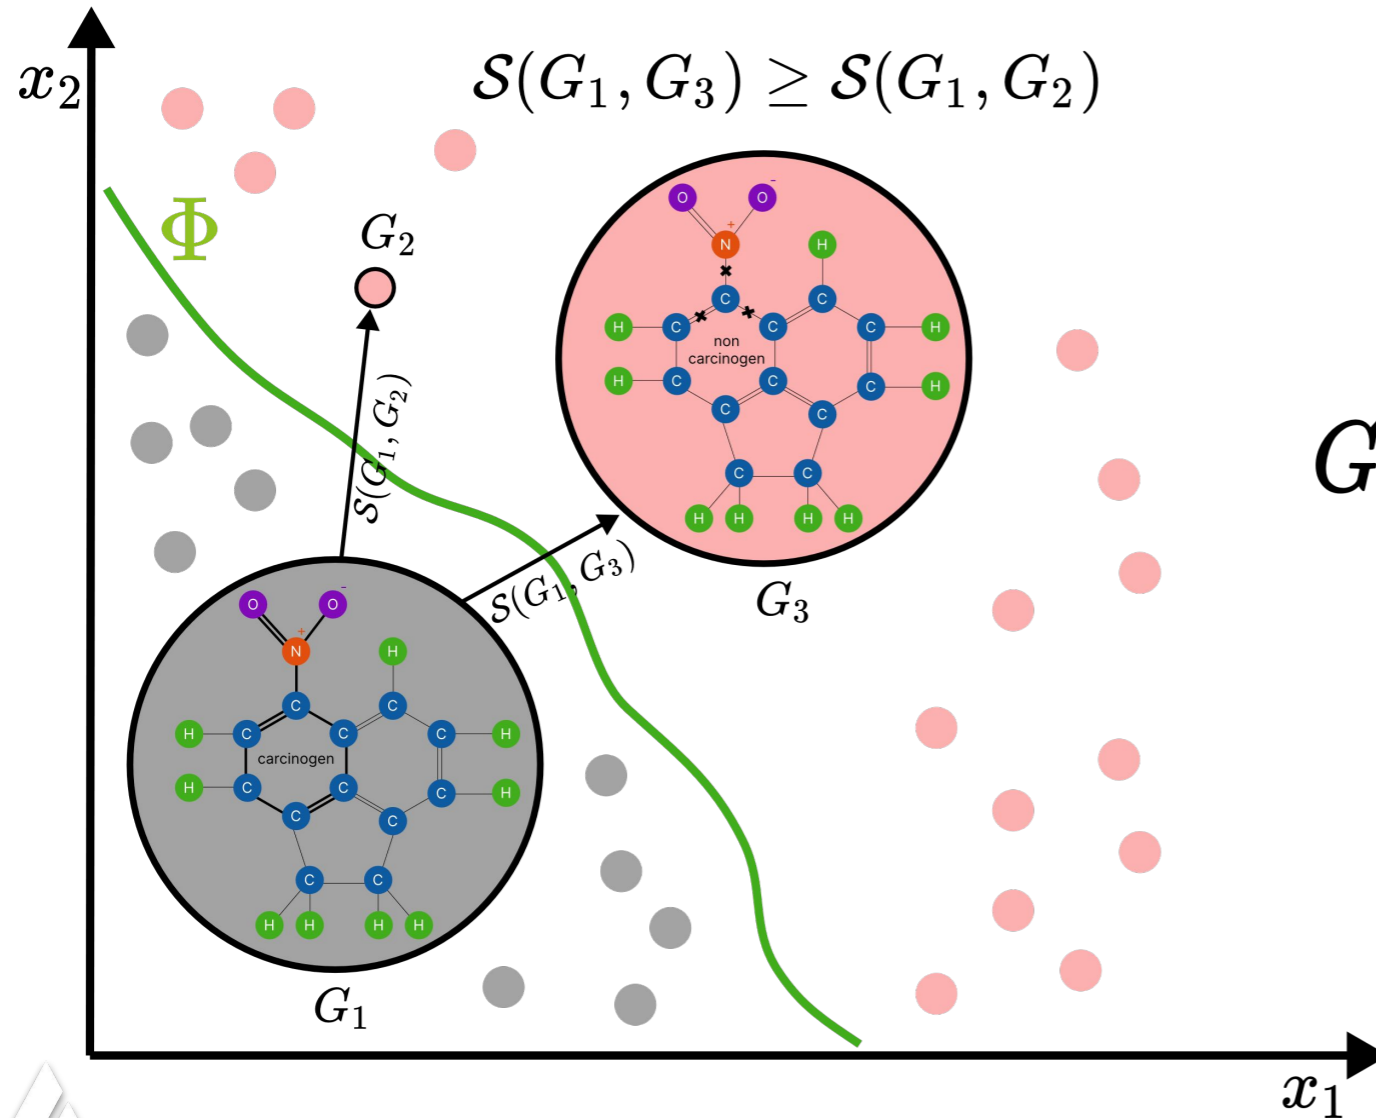 x₂
𝒮(G₁, G₃) ≥ 𝒮(G₁, G₂)
Φ
G₂
O O -
N +
C C H
H C C C H
non
carcinogen
H C C C H
C C
C C
H H H H
G₃
𝒮(G₁, G₂)
𝒮(G₁, G₃)
G
O O -
N +
H
C C
H C C C H
carcinogen
H C C C H
C C
C C
H H H H
G₁
x₁